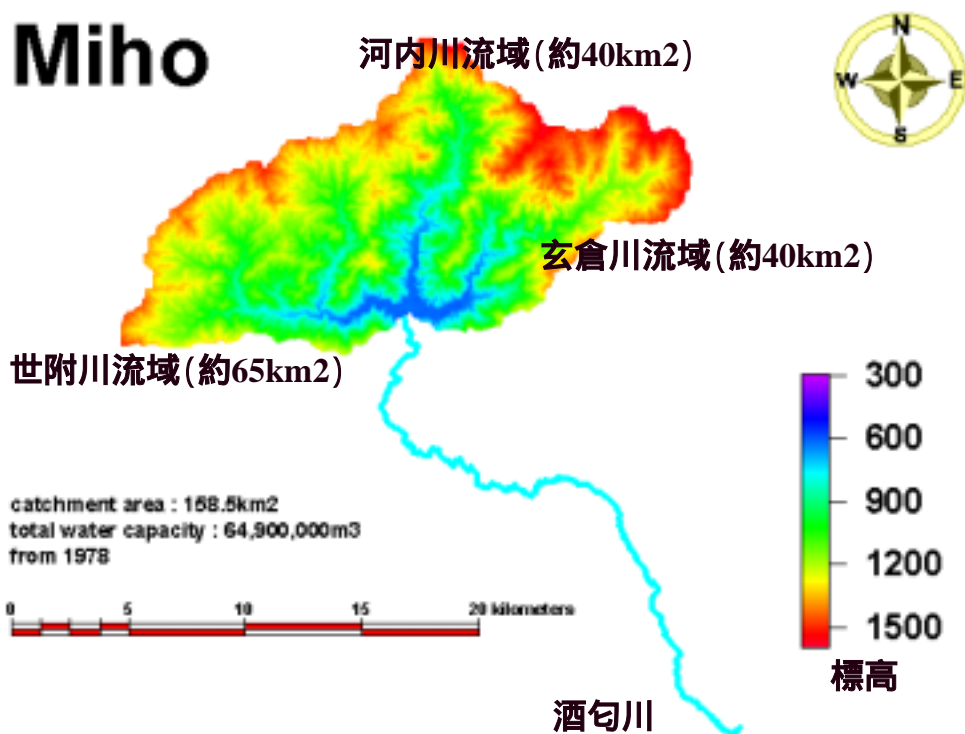 Miho
河内川流域(約40km2)
N
W E
S
玄倉川流域(約40km2)
世附川流域(約65km2)
300
600
900
1200
1500
標高
catchment area : 158.5km2
total water capacity : 64,900,000m3
from 1978
0 5 10 15 20 kilometers
酒匂川